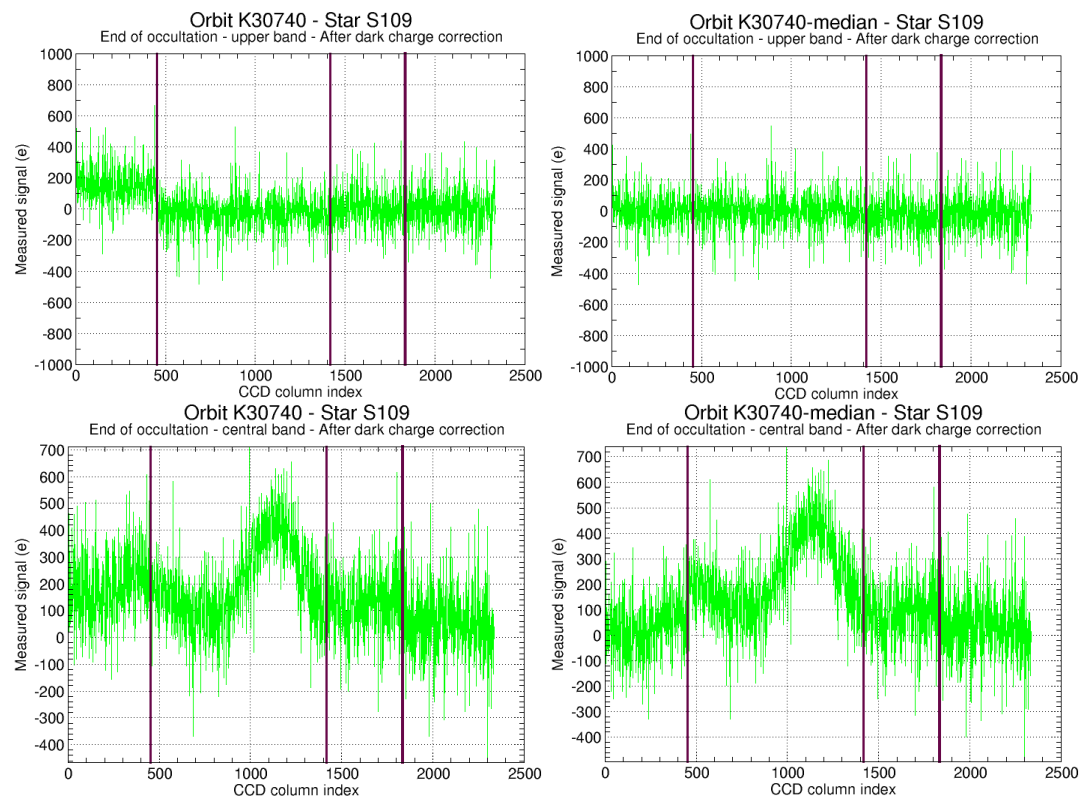 Orbit K30740 - Star S109
End of occultation - upper band - After dark charge correction
1000
800
600
400
200
0
-200
-400
-600
-800
-1000
Measured signal (e)
0 500 1000 1500 2000 2500
CCD column index
Orbit K30740-median - Star S109
End of occultation - upper band - After dark charge correction
1000
800
600
400
200
0
-200
-400
-600
-800
-1000
Measured signal (e)
0 500 1000 1500 2000 2500
CCD column index
Orbit K30740 - Star S109
End of occultation - central band - After dark charge correction
700
600
500
400
300
200
100
0
-100
-200
-300
-400
Measured signal (e)
0 500 1000 1500 2000 2500
CCD column index
Orbit K30740-median - Star S109
End of occultation - central band - After dark charge correction
700
600
500
400
300
200
100
0
-100
-200
-300
-400
Measured signal (e)
0 500 1000 1500 2000 2500
CCD column index